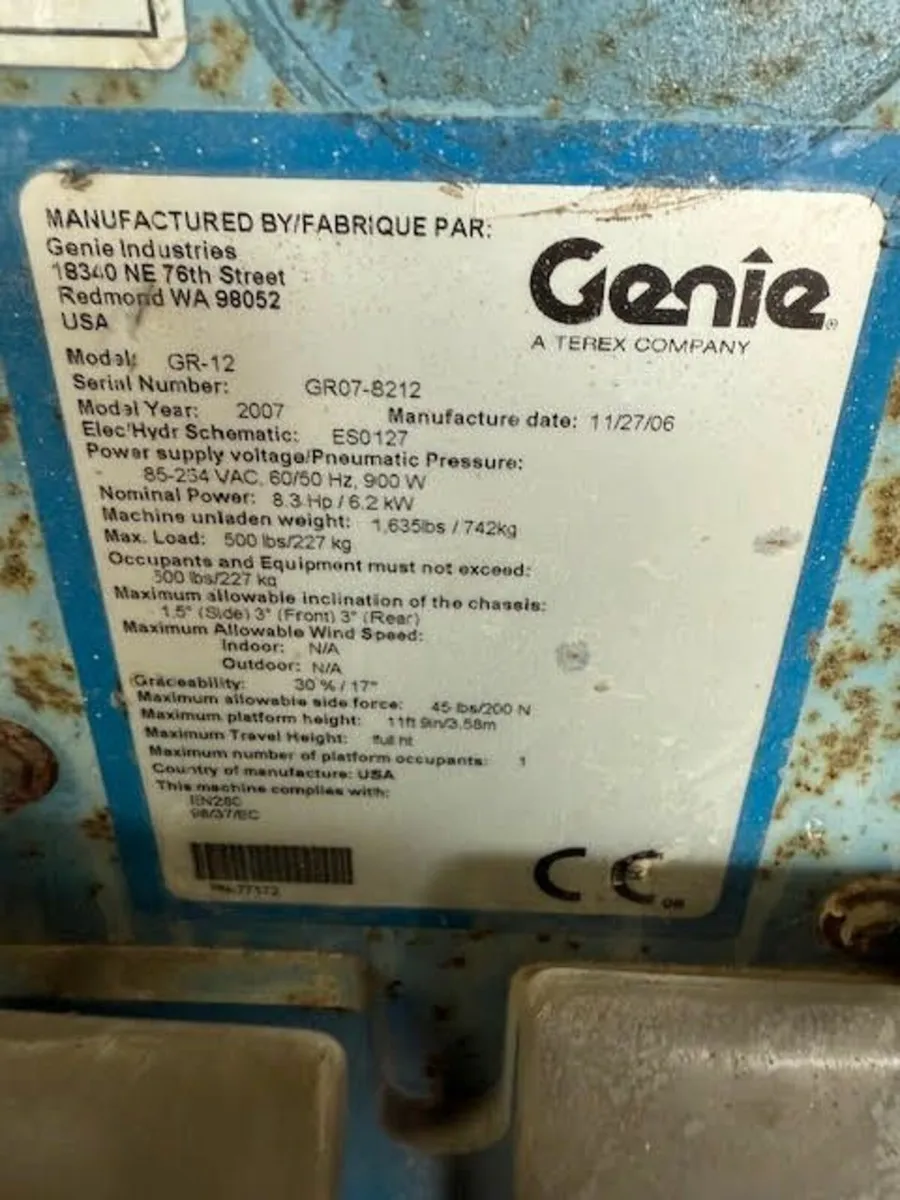 MANUFACTURED BY/FABRIQUE PAR:
Genie Industries
18340 NE 76th Street
Redmond WA 98052
USA
Genie®
A TEREX COMPANY
Model: GR-12
Serial Number: GR07-8212
Model Year: 2007 Manufacture date: 11/27/06
Elec/Hydr Schematic: ES0127
Power supply voltage/Pneumatic Pressure:
85-264 VAC, 60/50 Hz, 900 W
Nominal Power: 8.3 Hp / 6.2 kW
Machine unladen weight: 1,635lbs / 742kg
Max. Load: 500 lbs/227 kg
Occupants and Equipment must not exceed:
500 lbs/227 kg
Maximum allowable inclination of the chassis:
1.5° (Side) 3° (Front) 3° (Rear)
Maximum Allowable Wind Speed:
Indoor: N/A
Outdoor: N/A
Graceability: 30 % / 17°
Maximum allowable side force: 45 lbs/200 N
Maximum platform height: 11ft 9in/3.58m
Maximum Travel Height: full ht
Maximum number of platform occupants: 1
Country of manufacture: USA
This machine complies with:
EN280
98/37/EC
CE